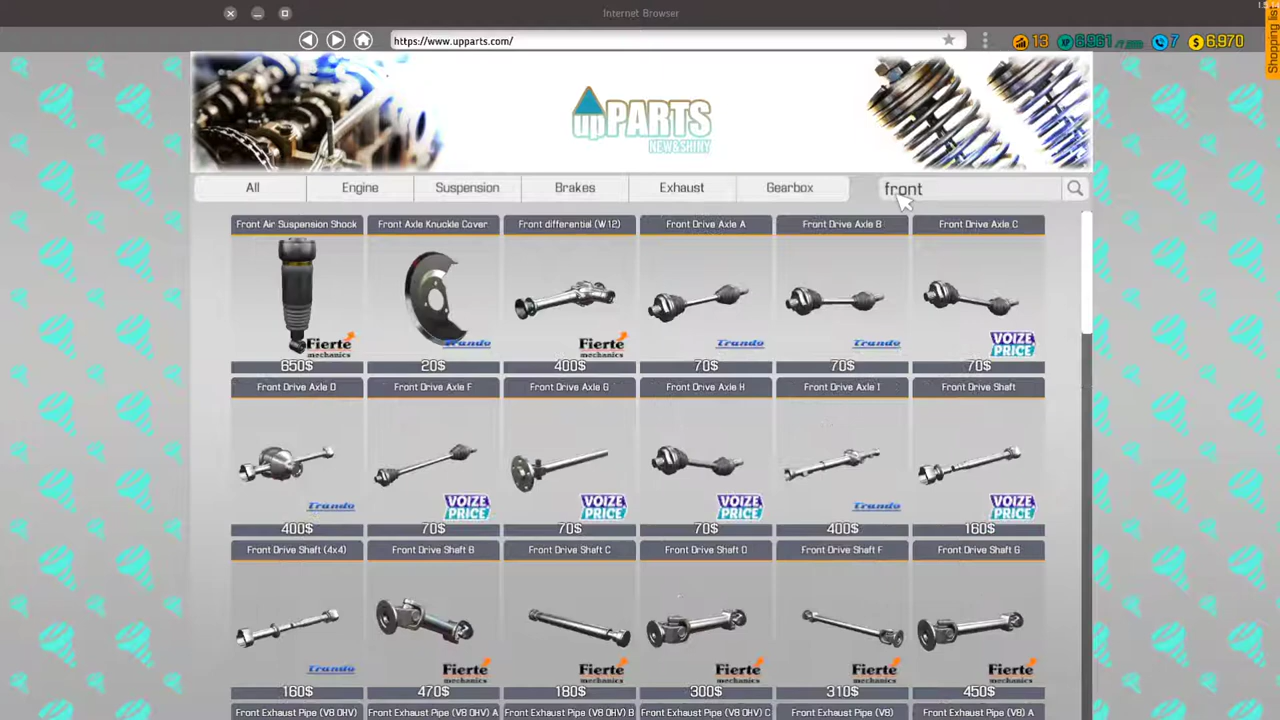 Internet Browser
1.5.14
Shopping list
https://www.upparts.com/
13
7
6,970
upPARTS
NEW&SHINY
All
Engine
Suspension
Brakes
Exhaust
Gearbox
front
Front Air Suspension Shock
Front Axle Knuckle Cover
Front differential (W12)
Front Drive Axle A
Front Drive Axle B
Front Drive Axle C
Fierte mechanics
Trando
Fierte mechanics
Trando
Trando
VOIZE PRICE
650$
20$
400$
70$
70$
70$
Front Drive Axle D
Front Drive Axle F
Front Drive Axle G
Front Drive Axle H
Front Drive Axle I
Front Drive Shaft
Trando
VOIZE PRICE
VOIZE PRICE
VOIZE PRICE
Trando
VOIZE PRICE
400$
70$
70$
70$
400$
160$
Front Drive Shaft (4x4)
Front Drive Shaft B
Front Drive Shaft C
Front Drive Shaft D
Front Drive Shaft F
Front Drive Shaft G
Trando
Fierte mechanics
Fierte mechanics
Fierte mechanics
Fierte mechanics
Fierte mechanics
160$
470$
180$
300$
310$
450$
Front Exhaust Pipe (V8 OHV)
Front Exhaust Pipe (V8 OHV) A
Front Exhaust Pipe (V8 OHV) B
Front Exhaust Pipe (V8 OHV) C
Front Exhaust Pipe (V8)
Front Exhaust Pipe (V8) A